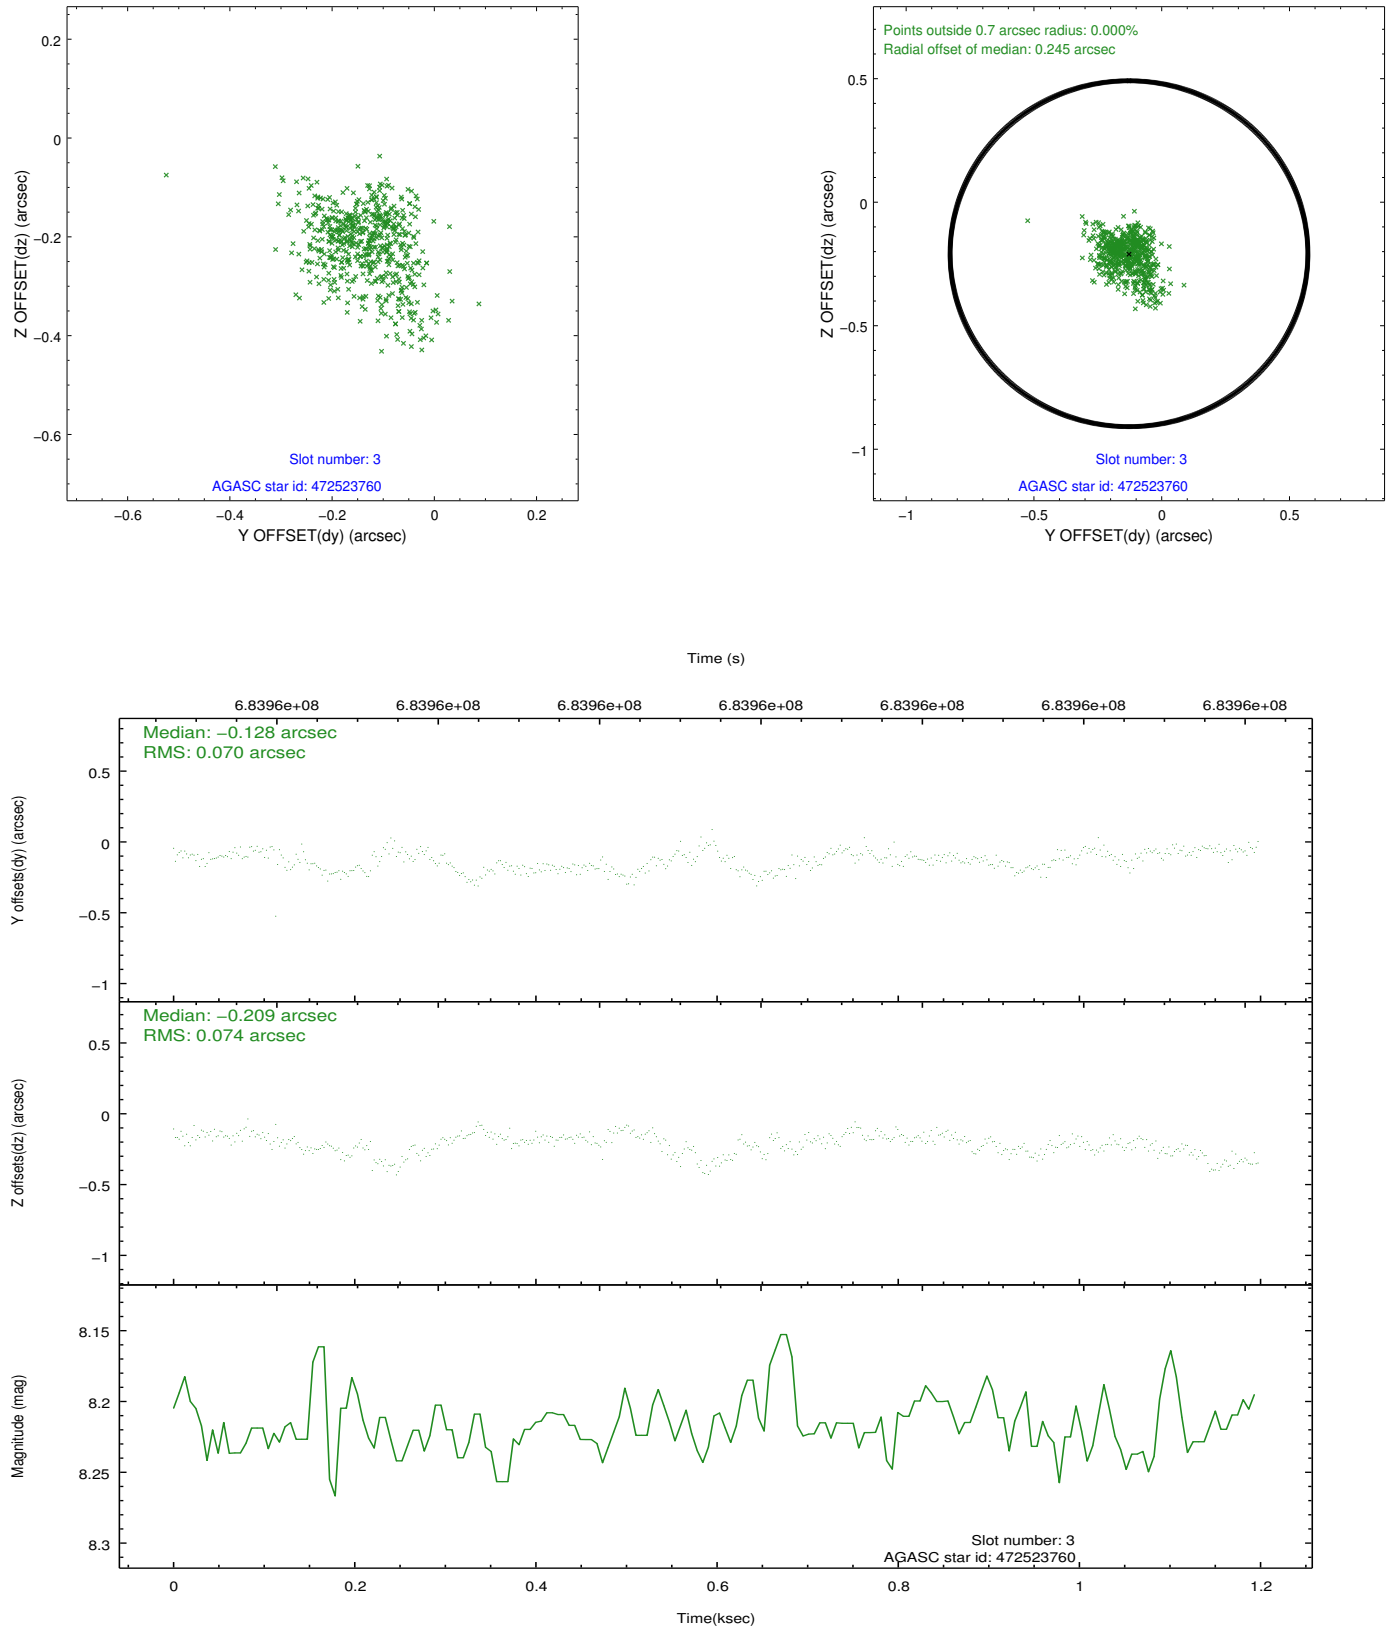 0.2
0
−0.2
−0.4
−0.6
Z OFFSET(dz) (arcsec)
Slot number: 3
AGASC star id: 472523760
−0.6 −0.4 −0.2 0 0.2
Y OFFSET(dy) (arcsec)
Points outside 0.7 arcsec radius: 0.000%
Radial offset of median: 0.245 arcsec
0.5
0
−0.5
−1
Z OFFSET(dz) (arcsec)
Slot number: 3
AGASC star id: 472523760
−1 −0.5 0 0.5
Y OFFSET(dy) (arcsec)
Time (s)
6.8396e+08 6.8396e+08 6.8396e+08 6.8396e+08 6.8396e+08 6.8396e+08 6.8396e+08
Median: −0.128 arcsec
RMS: 0.070 arcsec
0.5
0
−0.5
−1
Y offsets(dy) (arcsec)
Median: −0.209 arcsec
RMS: 0.074 arcsec
0.5
0
−0.5
−1
Z offsets(dz) (arcsec)
8.15
8.2
8.25
8.3
Magnitude (mag)
Slot number: 3
AGASC star id: 472523760
0 0.2 0.4 0.6 0.8 1 1.2
Time(ksec)